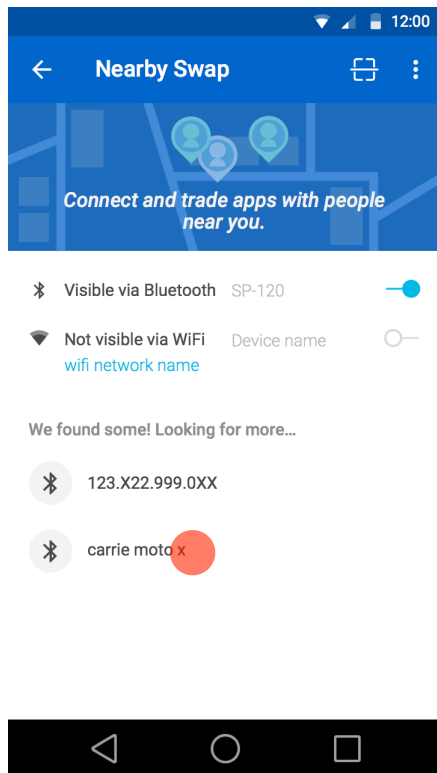 12:00
Nearby Swap
Connect and trade apps with people
near you.
Visible via Bluetooth SP-120
Not visible via WiFi Device name
wifi network name
We found some! Looking for more...
123.X22.999.0XX
carrie moto x